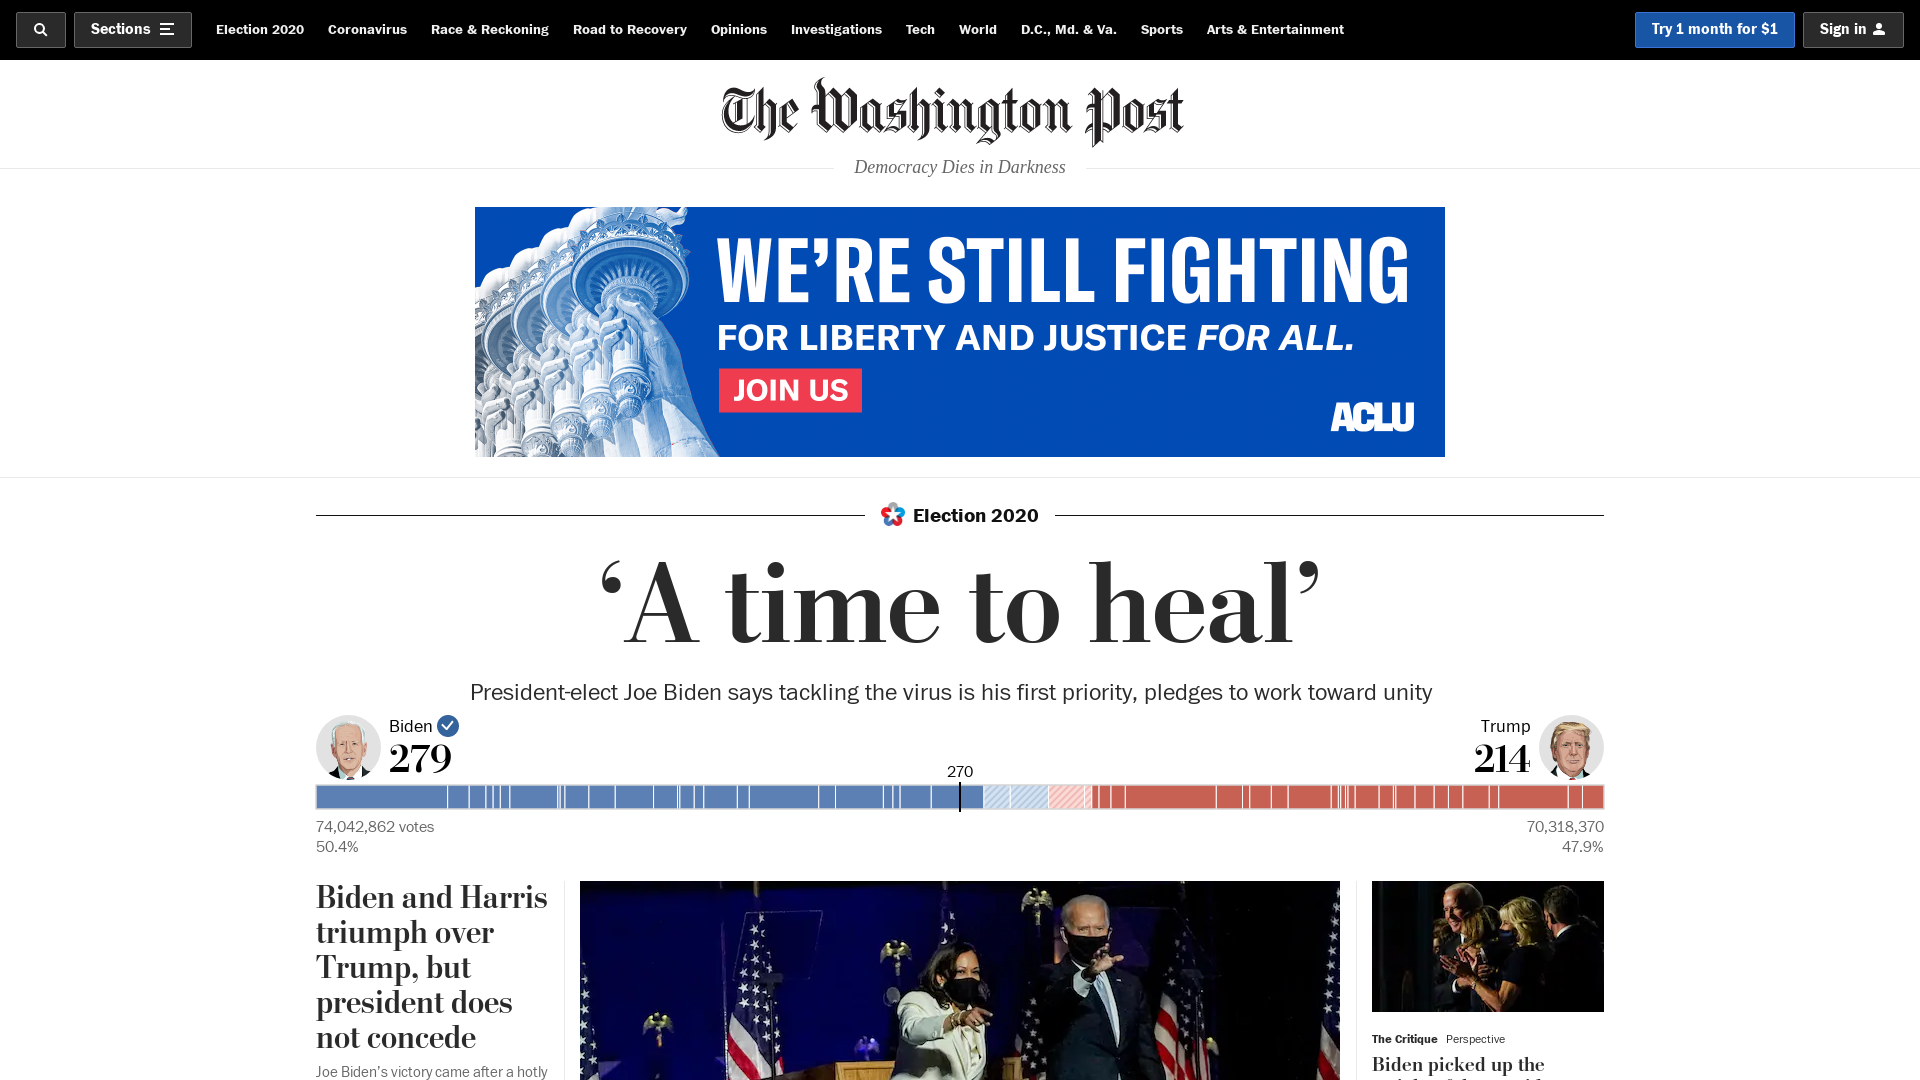 Sections
Election 2020
Coronavirus
Race & Reckoning
Road to Recovery
Opinions
Investigations
Tech
World
D.C., Md. & Va.
Sports
Arts & Entertainment
Try 1 month for $1
Sign in
The Washington Post
Democracy Dies in Darkness
WE'RE STILL FIGHTING
FOR LIBERTY AND JUSTICE FOR ALL.
JOIN US
ACLU
Election 2020
‘A time to heal’
President-elect Joe Biden says tackling the virus is his first priority, pledges to work toward unity
Biden
279
Trump
214
270
74,042,862 votes
50.4%
70,318,370
47.9%
Biden and Harris
triumph over
Trump, but
president does
not concede
Joe Biden's victory came after a hotly
The Critique Perspective
Biden picked up the